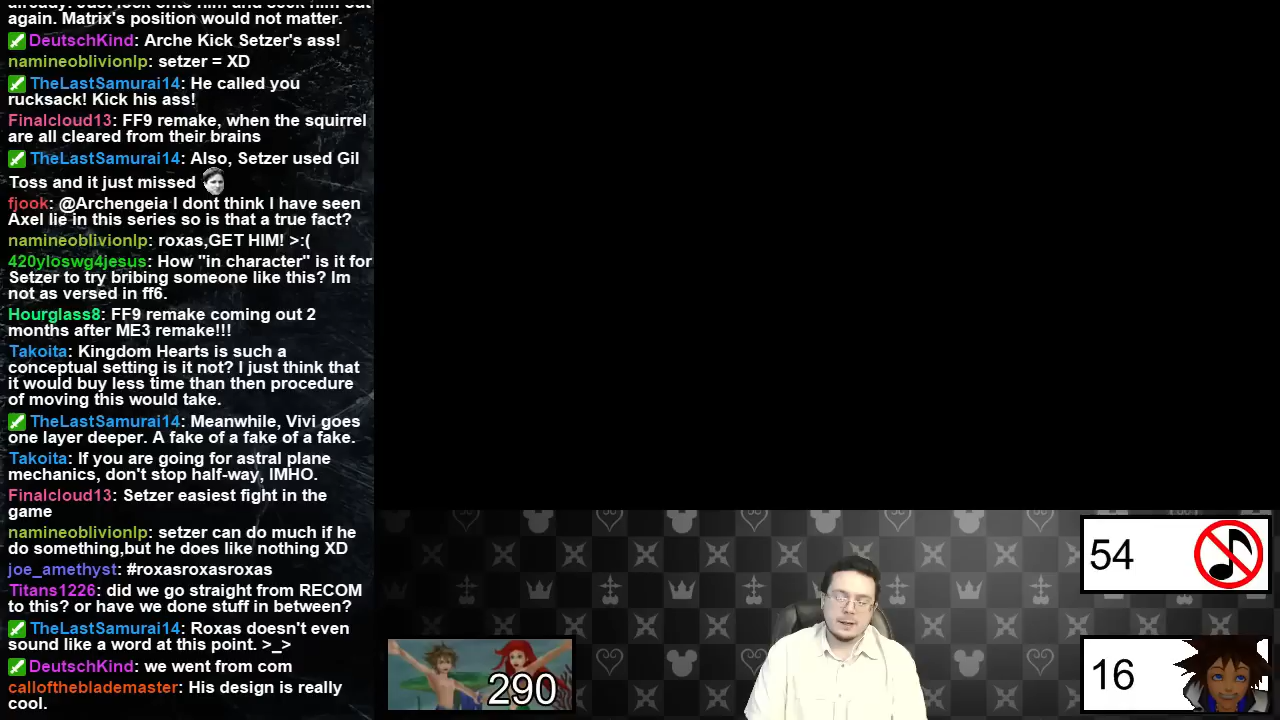 again. Matrix's position would not matter.
DeutschKind: Arche Kick Setzer's ass!
namineoblivionlp: setzer = XD
TheLastSamurai14: He called you
rucksack! Kick his ass!
Finalcloud13: FF9 remake, when the squirrel
are all cleared from their brains
TheLastSamurai14: Also, Setzer used Gil
Toss and it just missed
fjook: @Archengeia I dont think I have seen
Axel lie in this series so is that a true fact?
namineoblivionlp: roxas,GET HIM! >:(
420yloswg4jesus: How "in character" is it for
Setzer to try bribing someone like this? Im
not as versed in ff6.
Hourglass8: FF9 remake coming out 2
months after ME3 remake!!!
Takoita: Kingdom Hearts is such a
conceptual setting is it not? I just think that
it would buy less time than then procedure
of moving this would take.
TheLastSamurai14: Meanwhile, Vivi goes
one layer deeper. A fake of a fake of a fake.
Takoita: If you are going for astral plane
mechanics, don't stop half-way, IMHO.
Finalcloud13: Setzer easiest fight in the
game
namineoblivionlp: setzer can do much if he
do something,but he does like nothing XD
joe_amethyst: #roxasroxasroxas
Titans1226: did we go straight from RECOM
to this? or have we done stuff in between?
TheLastSamurai14: Roxas doesn't even
sound like a word at this point. >_>
DeutschKind: we went from com
calloftheblademaster: His design is really
cool.
54
290
16